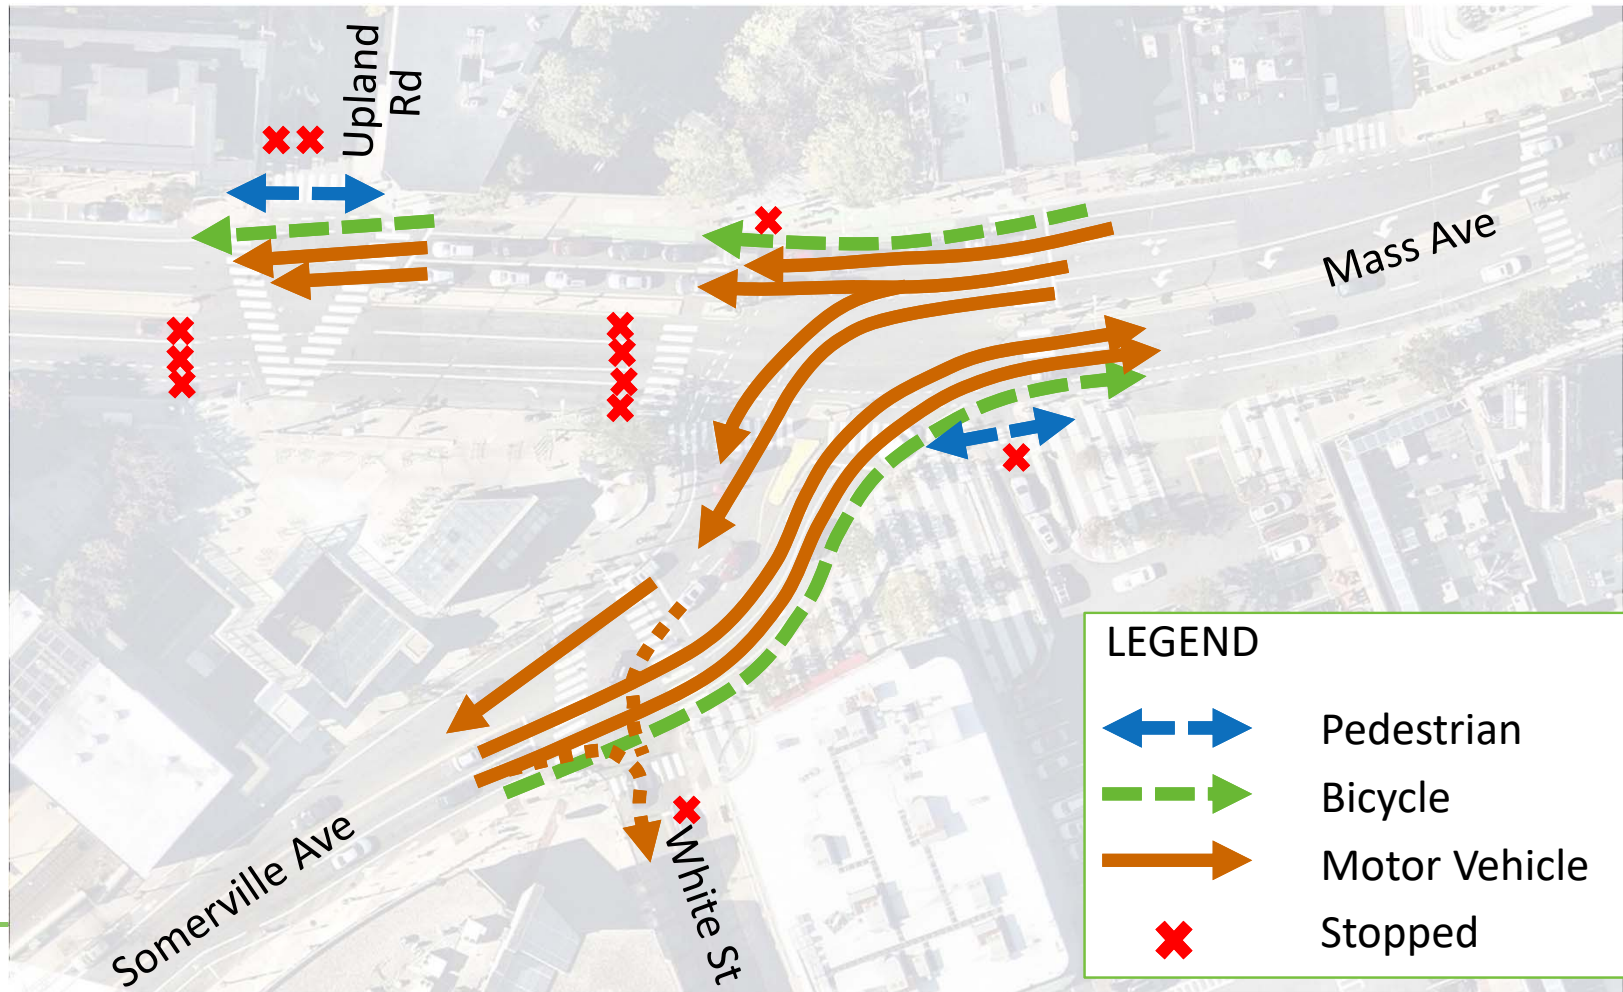 Upland
Rd
Mass Ave
Somerville Ave
White St
LEGEND
Pedestrian
Bicycle
Motor Vehicle
Stopped